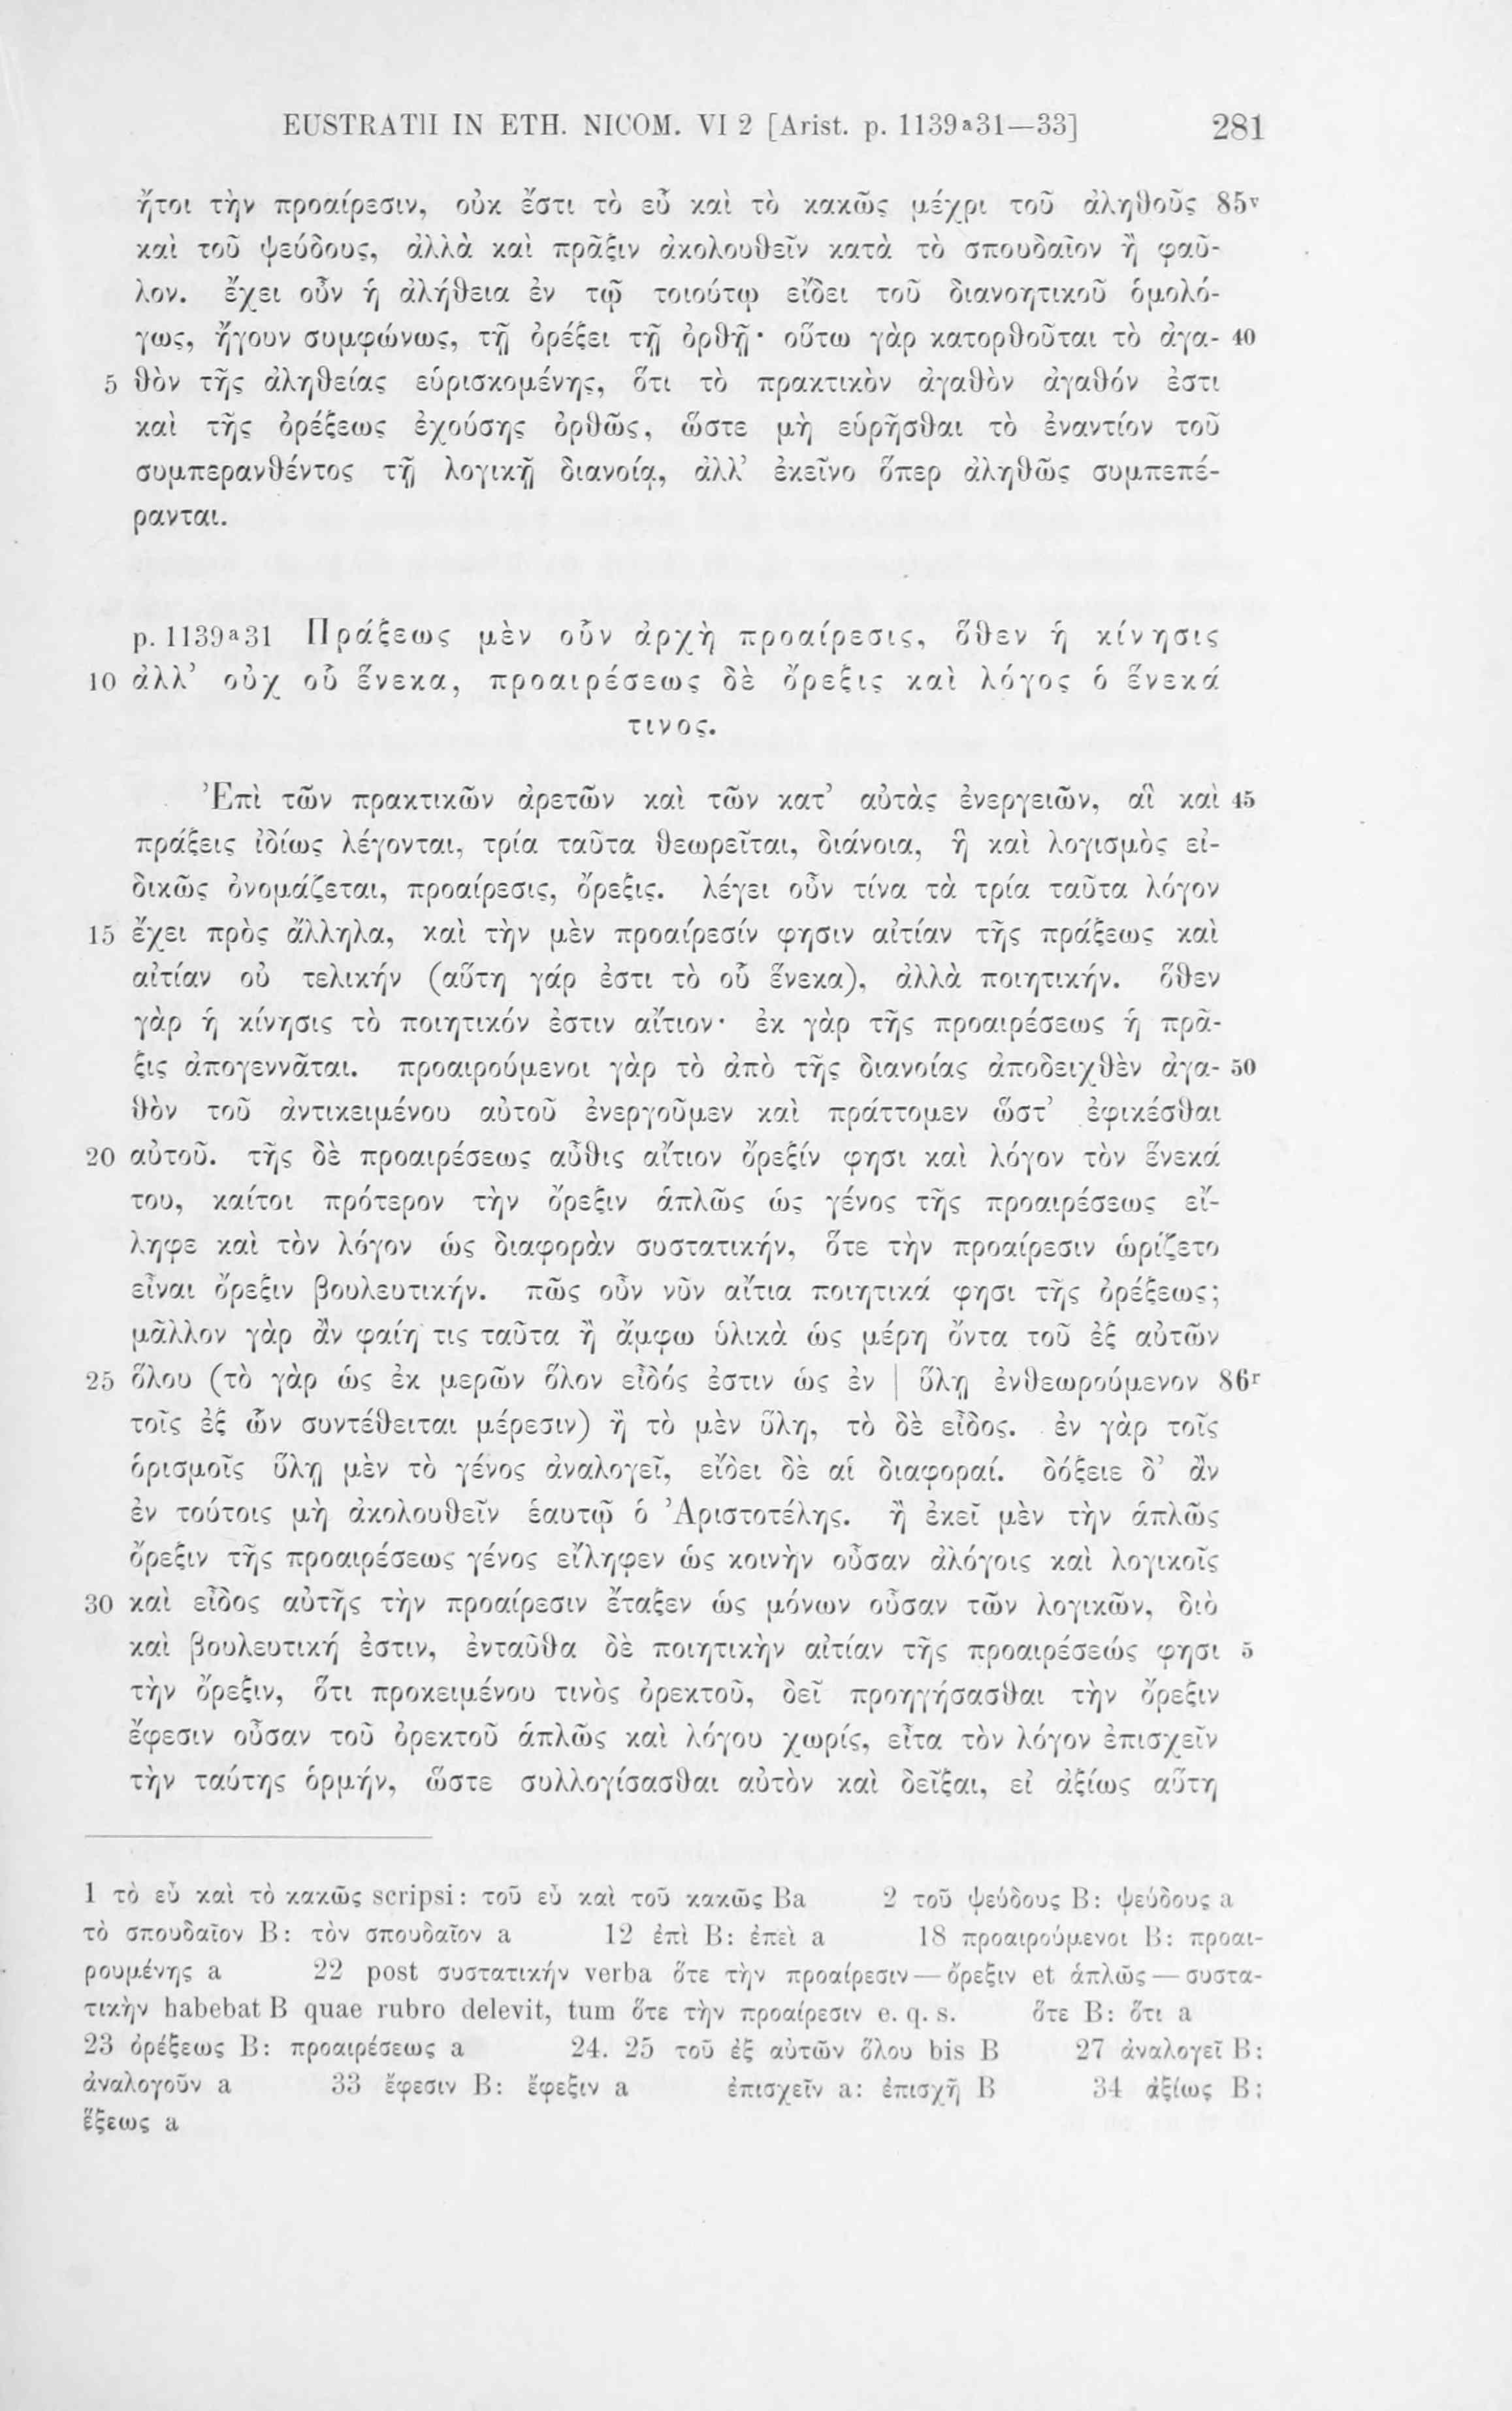 EUSTRATII IN ETH. NICOM. VI 2 [Arist. p. 1139ᵃ31—33] 281
ἤτοι τὴν προαίρεσιν, οὐκ ἔστι τὸ εὖ καὶ τὸ κακῶς μέχρι τοῦ ἀληθοῦς 85ᵛ
καὶ τοῦ ψεύδους, ἀλλὰ καὶ πρᾶξιν ἀκολουθεῖν κατὰ τὸ σπουδαῖον ἢ φαῦ-
λον. ἔχει οὖν ἡ ἀλήθεια ἐν τῷ τοιούτῳ εἴδει τοῦ διανοητικοῦ ὁμολό-
γως, ἤγουν συμφώνως, τῇ ὀρέξει τῇ ὀρθῇ· οὕτω γὰρ κατορθοῦται τὸ ἀγα- 40
5 θὸν τῆς ἀληθείας εὑρισκομένης, ὅτι τὸ πρακτικὸν ἀγαθὸν ἀγαθόν ἐστι
καὶ τῆς ὀρέξεως ἐχούσης ὀρθῶς, ὥστε μὴ εὑρῆσθαι τὸ ἐναντίον τοῦ
συμπερανθέντος τῇ λογικῇ διανοίᾳ, ἀλλ’ ἐκεῖνο ὅπερ ἀληθῶς συμπεπέ-
ρανται.
p. 1139ᵃ31 Πράξεως μὲν οὖν ἀρχὴ προαίρεσις, ὅθεν ἡ κίνησις
10 ἀλλ’ οὐχ οὗ ἕνεκα, προαιρέσεως δὲ ὄρεξις καὶ λόγος ὁ ἕνεκά
τινος.
Ἐπὶ τῶν πρακτικῶν ἀρετῶν καὶ τῶν κατ’ αὐτὰς ἐνεργειῶν, αἳ καὶ 45
πράξεις ἰδίως λέγονται, τρία ταῦτα θεωρεῖται, διάνοια, ἣ καὶ λογισμὸς εἰ-
δικῶς ὀνομάζεται, προαίρεσις, ὄρεξις. λέγει οὖν τίνα τὰ τρία ταῦτα λόγον
15 ἔχει πρὸς ἄλληλα, καὶ τὴν μὲν προαίρεσίν φησιν αἰτίαν τῆς πράξεως καὶ
αἰτίαν οὐ τελικήν (αὕτη γάρ ἐστι τὸ οὗ ἕνεκα), ἀλλὰ ποιητικήν. ὅθεν
γὰρ ἡ κίνησις τὸ ποιητικόν ἐστιν αἴτιον· ἐκ γὰρ τῆς προαιρέσεως ἡ πρᾶ-
ξις ἀπογεννᾶται. προαιρούμενοι γὰρ τὸ ἀπὸ τῆς διανοίας ἀποδειχθὲν ἀγα- 50
θὸν τοῦ ἀντικειμένου αὐτοῦ ἐνεργοῦμεν καὶ πράττομεν ὥστ’ ἐφικέσθαι
20 αὐτοῦ. τῆς δὲ προαιρέσεως αὖθις αἴτιον ὄρεξίν φησι καὶ λόγον τὸν ἕνεκά
του, καίτοι πρότερον τὴν ὄρεξιν ἁπλῶς ὡς γένος τῆς προαιρέσεως εἴ-
ληφε καὶ τὸν λόγον ὡς διαφορὰν συστατικήν, ὅτε τὴν προαίρεσιν ὡρίζετο
εἶναι ὄρεξιν βουλευτικήν. πῶς οὖν νῦν αἴτια ποιητικά φησι τῆς ὀρέξεως;
μᾶλλον γὰρ ἂν φαίη τις ταῦτα ἢ ἄμφω ὑλικὰ ὡς μέρη ὄντα τοῦ ἐξ αὐτῶν
25 ὅλου (τὸ γὰρ ὡς ἐκ μερῶν ὅλον εἶδός ἐστιν ὡς ἐν | ὕλῃ ἐνθεωρούμενον 86ʳ
τοῖς ἐξ ὧν συντέθειται μέρεσιν) ἢ τὸ μὲν ὕλη, τὸ δὲ εἶδος. ἐν γὰρ τοῖς
ὁρισμοῖς ὕλῃ μὲν τὸ γένος ἀναλογεῖ, εἴδει δὲ αἱ διαφοραί. δόξειε δ’ ἂν
ἐν τούτοις μὴ ἀκολουθεῖν ἑαυτῷ ὁ Ἀριστοτέλης. ἢ ἐκεῖ μὲν τὴν ἁπλῶς
ὄρεξιν τῆς προαιρέσεως γένος εἴληφεν ὡς κοινὴν οὖσαν ἀλόγοις καὶ λογικοῖς
30 καὶ εἶδος αὐτῆς τὴν προαίρεσιν ἔταξεν ὡς μόνων οὖσαν τῶν λογικῶν, διὸ
καὶ βουλευτική ἐστιν, ἐνταῦθα δὲ ποιητικὴν αἰτίαν τῆς προαιρέσεώς φησι 5
τὴν ὄρεξιν, ὅτι προκειμένου τινὸς ὀρεκτοῦ, δεῖ προηγήσασθαι τὴν ὄρεξιν
ἔφεσιν οὖσαν τοῦ ὀρεκτοῦ ἁπλῶς καὶ λόγου χωρίς, εἶτα τὸν λόγον ἐπισχεῖν
τὴν ταύτης ὁρμήν, ὥστε συλλογίσασθαι αὐτὸν καὶ δεῖξαι, εἰ ἀξίως αὕτη
1 τὸ εὖ καὶ τὸ κακῶς scripsi: τοῦ εὖ καὶ τοῦ κακῶς Ba 2 τοῦ ψεύδους B: ψεύδους a
τὸ σπουδαῖον B: τὸν σπουδαῖον a 12 ἐπὶ B: ἐπεὶ a 18 προαιρούμενοι B: προαι-
ρουμένης a 22 post συστατικήν verba ὅτε τὴν προαίρεσιν — ὄρεξιν et ἁπλῶς — συστα-
τικὴν habebat B quae rubro delevit, tum ὅτε τὴν προαίρεσιν e. q. s. ὅτε B: ὅτι a
23 ὀρέξεως B: προαιρέσεως a 24. 25 τοῦ ἐξ αὐτῶν ὅλου bis B 27 ἀναλογεῖ B:
ἀναλογοῦν a 33 ἔφεσιν B: ἔφεξιν a ἐπισχεῖν a: ἐπισχῇ B 34 ἀξίως B:
ἕξεως a